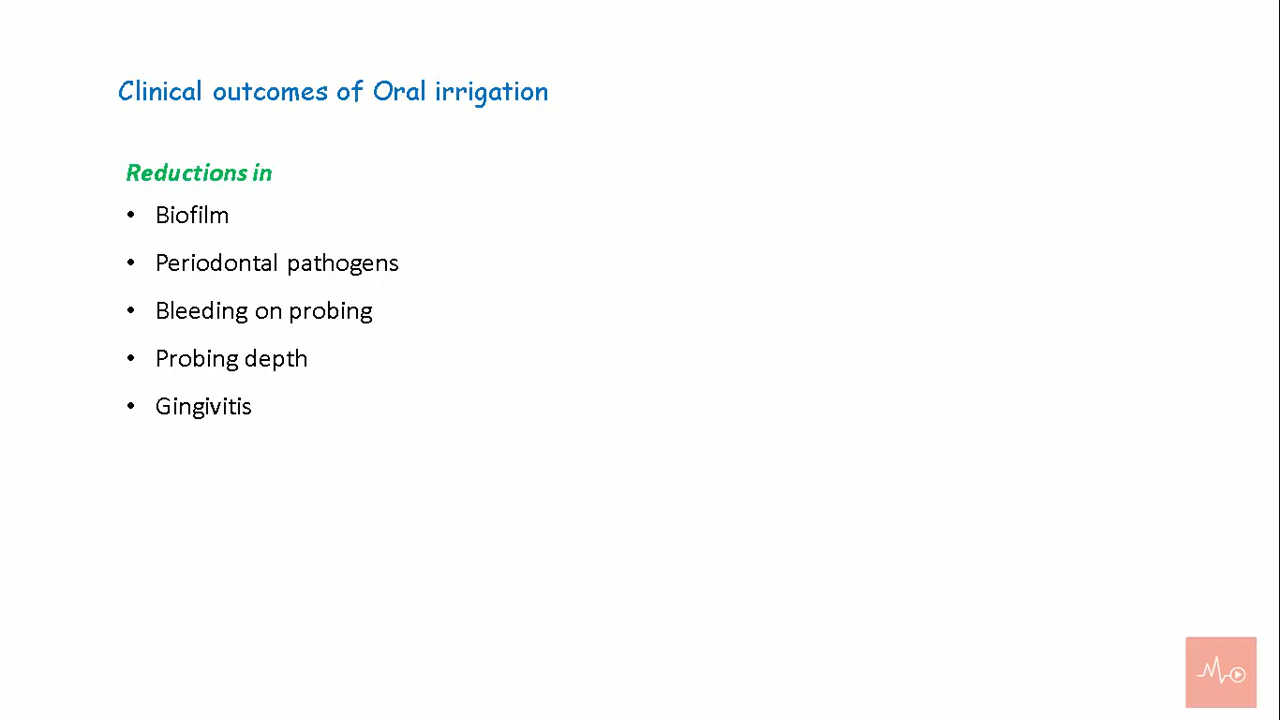 Clinical outcomes of Oral irrigation
Reductions in
• Biofilm
• Periodontal pathogens
• Bleeding on probing
• Probing depth
• Gingivitis